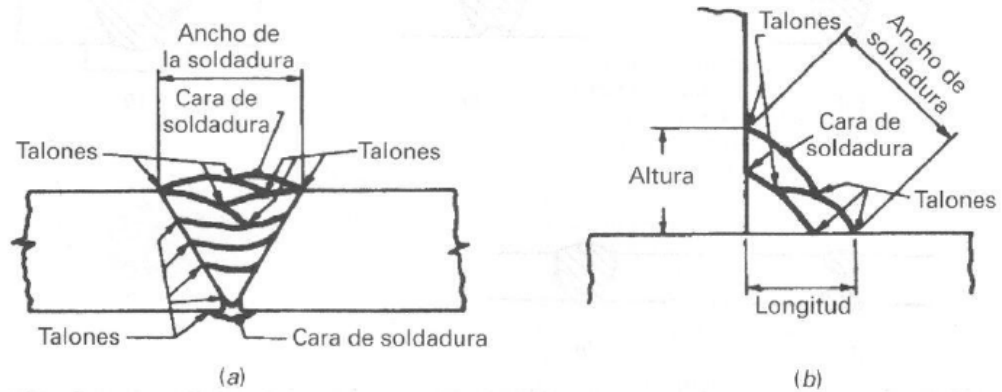 Ancho de
la soldadura
Cara de
soldadura
Talones
Talones
Talones
Cara de soldadura
(a)
Talones
Ancho de
soldadura
Cara de
soldadura
Altura
Talones
Longitud
(b)